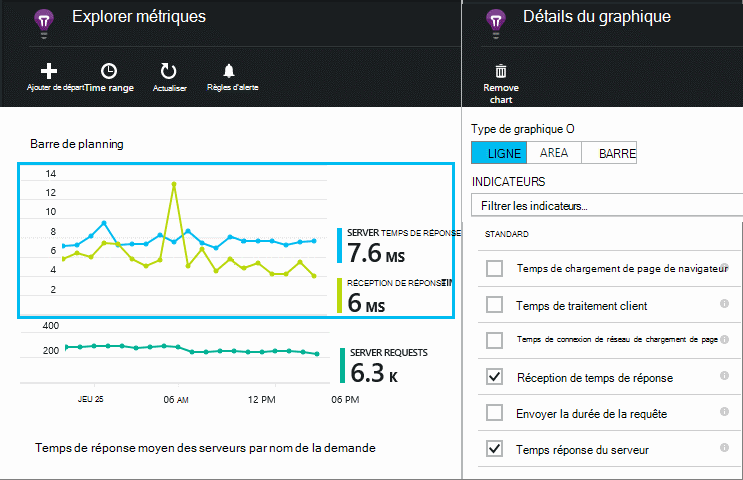 Explorer métriques
Ajouter de départ
Time range
Actualiser
Règles d'alerte
Barre de planning
14
12
10
8
6
4
2
SERVER TEMPS DE RÉPONSE
7.6 MS
RÉCEPTION DE RÉPONSE
6 MS
400
200
SERVER REQUESTS
6.3 K
JEU 25
06 AM
12 PM
06 PM
Temps de réponse moyen des serveurs par nom de la demande
Détails du graphique
Remove
chart
Type de graphique O
LIGNE
AREA
BARRE
INDICATEURS
Filtrer les indicateurs...
STANDARD
Temps de chargement de page de navigateur
Temps de traitement client
Temps de connexion de réseau de chargement de page
Réception de temps de réponse
Envoyer la durée de la requête
Temps réponse du serveur